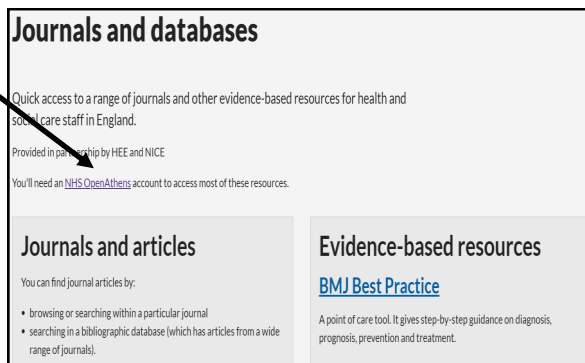 Journals and databases
Quick access to a range of journals and other evidence-based resources for health and
social care staff in England.
Provided in partnership by HEE and NICE
You'll need an NHS OpenAthens account to access most of these resources.
Journals and articles
You can find journal articles by:
• browsing or searching within a particular journal
• searching in a bibliographic database (which has articles from a wide
range of journals).
Evidence-based resources
BMJ Best Practice
A point of care tool. It gives step-by-step guidance on diagnosis,
prognosis, prevention and treatment.